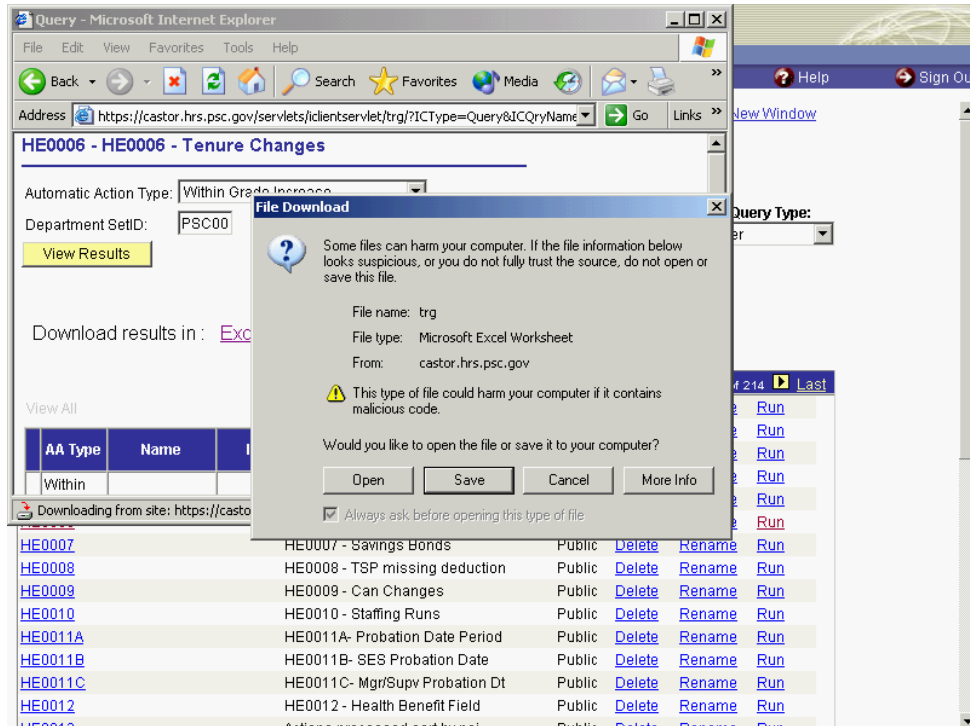 Query - Microsoft Internet Explorer
File Edit View Favorites Tools Help
Back Search Favorites Media »
Address https://castor.hrs.psc.gov/servlets/iclientservlet/trg/?ICType=Query&ICQryName Go Links »
Help Sign Ou
New Window
HE0006 - HE0006 - Tenure Changes
Automatic Action Type: Within Grade Increase
Department SetID: PSC00
View Results
Query Type:
er
Download results in : Exc
of 214 Last
View All
AA Type Name I
Within
Downloading from site: https://casto
File Download
Some files can harm your computer. If the file information below
looks suspicious, or you do not fully trust the source, do not open or
save this file.
File name: trg
File type: Microsoft Excel Worksheet
From: castor.hrs.psc.gov
This type of file could harm your computer if it contains
malicious code.
Would you like to open the file or save it to your computer?
Open Save Cancel More Info
Always ask before opening this type of file
e Run
e Run
e Run
e Run
e Run
e Run
HE0007 HE0007 - Savings Bonds Public Delete Rename Run
HE0008 HE0008 - TSP missing deduction Public Delete Rename Run
HE0009 HE0009 - Can Changes Public Delete Rename Run
HE0010 HE0010 - Staffing Runs Public Delete Rename Run
HE0011A HE0011A- Probation Date Period Public Delete Rename Run
HE0011B HE0011B- SES Probation Date Public Delete Rename Run
HE0011C HE0011C- Mgr/Supv Probation Dt Public Delete Rename Run
HE0012 HE0012 - Health Benefit Field Public Delete Rename Run